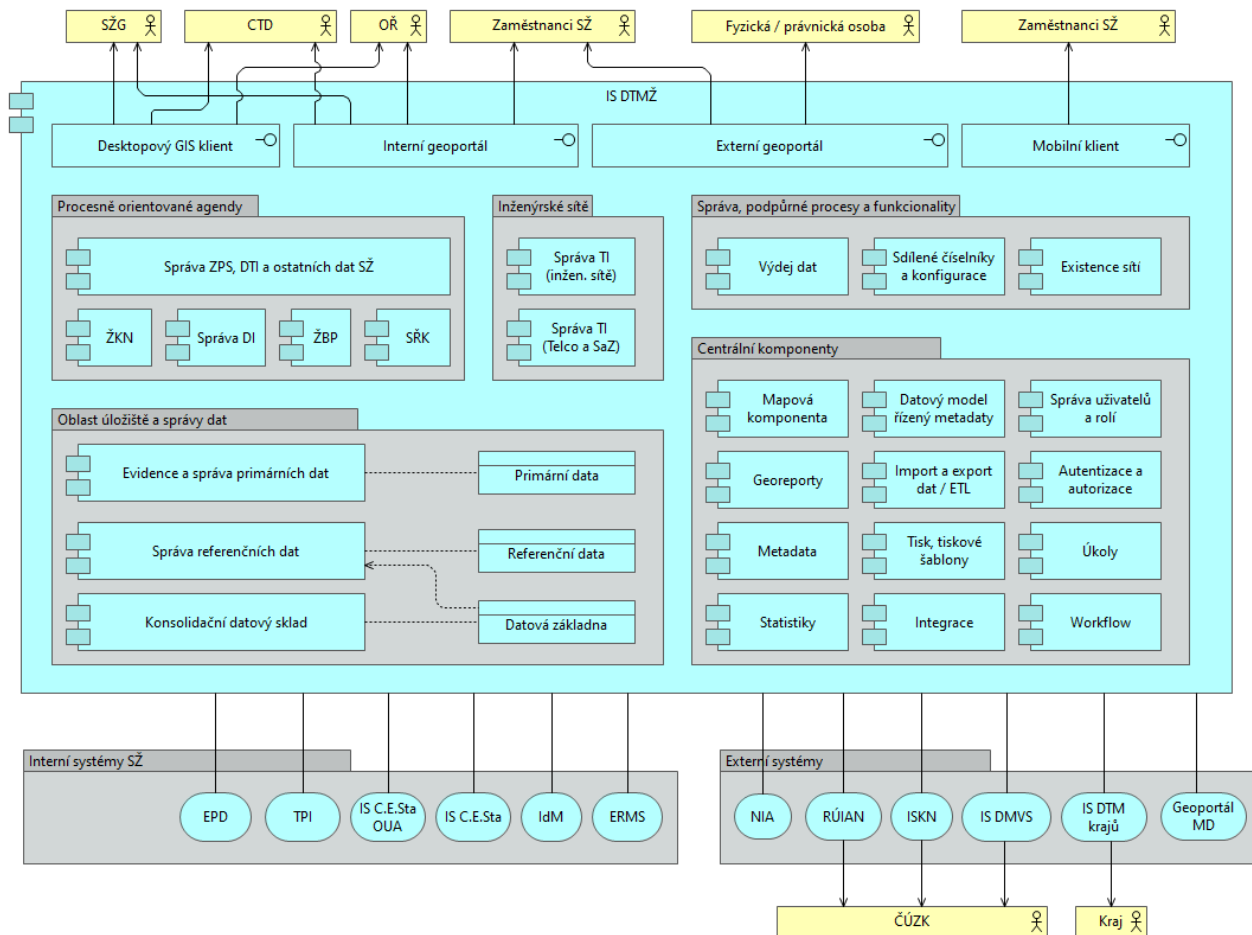 SŽG
CTD
OŘ
Zaměstnanci SŽ
Fyzická / právnická osoba
Zaměstnanci SŽ
IS DTMŽ
Desktopový GIS klient
Interní geoportál
Externí geoportál
Mobilní klient
Procesně orientované agendy
Správa ZPS, DTI a ostatních dat SŽ
ŽKN
Správa DI
ŽBP
SŘK
Inženýrské sítě
Správa TI
(inžen. sítě)
Správa TI
(Telco a SaZ)
Správa, podpůrné procesy a funkcionality
Výdej dat
Sdílené číselníky
a konfigurace
Existence sítí
Centrální komponenty
Mapová
komponenta
Datový model
řízený metadaty
Správa uživatelů
a rolí
Georeporty
Import a export
dat / ETL
Autentizace a
autorizace
Metadata
Tisk, tiskové
šablony
Úkoly
Statistiky
Integrace
Workflow
Oblast úložiště a správy dat
Evidence a správa primárních dat
Primární data
Správa referenčních dat
Referenční data
Konsolidační datový sklad
Datová základna
Interní systémy SŽ
EPD
TPI
IS C.E.Sta
OUA
IS C.E.Sta
IdM
ERMS
Externí systémy
NIA
RÚIAN
ISKN
IS DMVS
IS DTM
krajů
Geoportál
MD
ČÚZK
Kraj